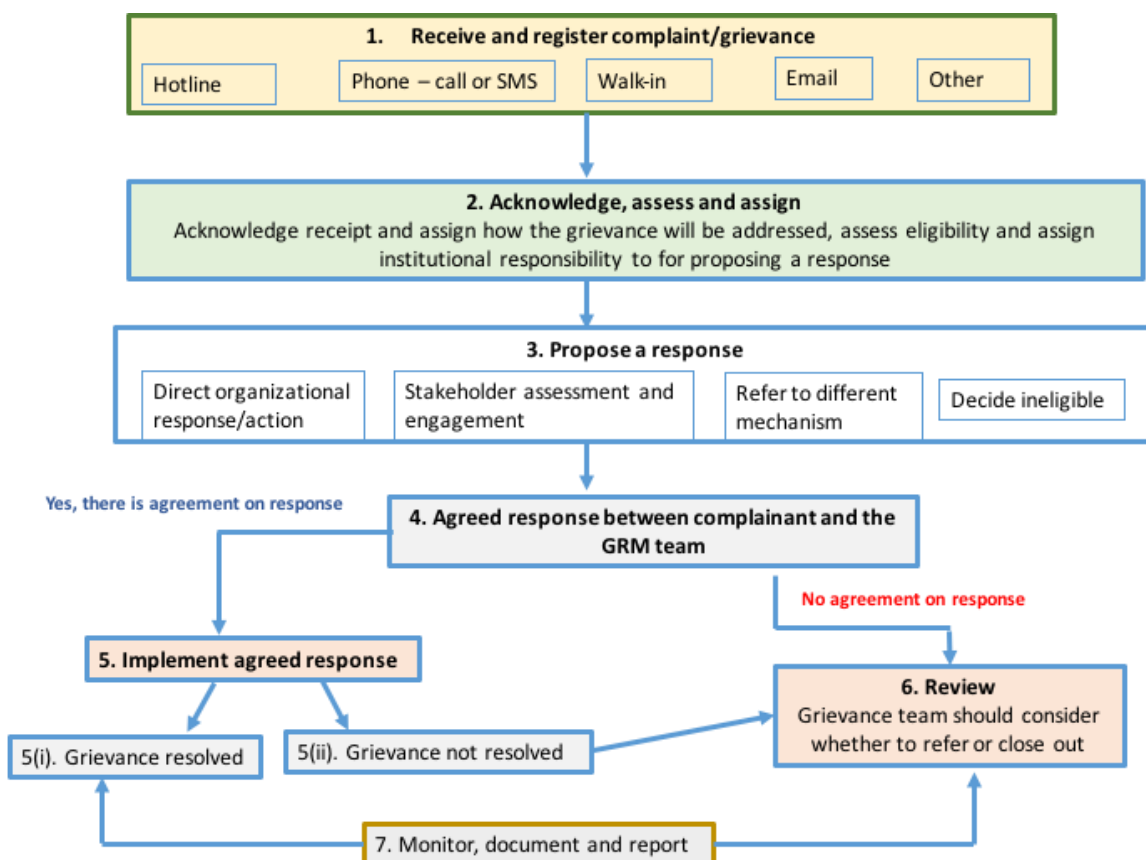 1. Receive and register complaint/grievance
Hotline
Phone – call or SMS
Walk-in
Email
Other
2. Acknowledge, assess and assign
Acknowledge receipt and assign how the grievance will be addressed, assess eligibility and assign
institutional responsibility to for proposing a response
3. Propose a response
Direct organizational
response/action
Stakeholder assessment and
engagement
Refer to different
mechanism
Decide ineligible
Yes, there is agreement on response
4. Agreed response between complainant and the
GRM team
No agreement on response
5. Implement agreed response
6. Review
Grievance team should consider
whether to refer or close out
5(i). Grievance resolved
5(ii). Grievance not resolved
7. Monitor, document and report